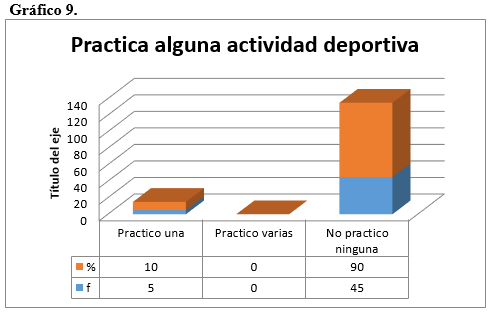 Gráfico 9.
Practica alguna actividad deportiva
Título del eje
140
120
100
80
60
40
20
0
Practico una Practico varias No practico ninguna
% 10 0 90
f 5 0 45